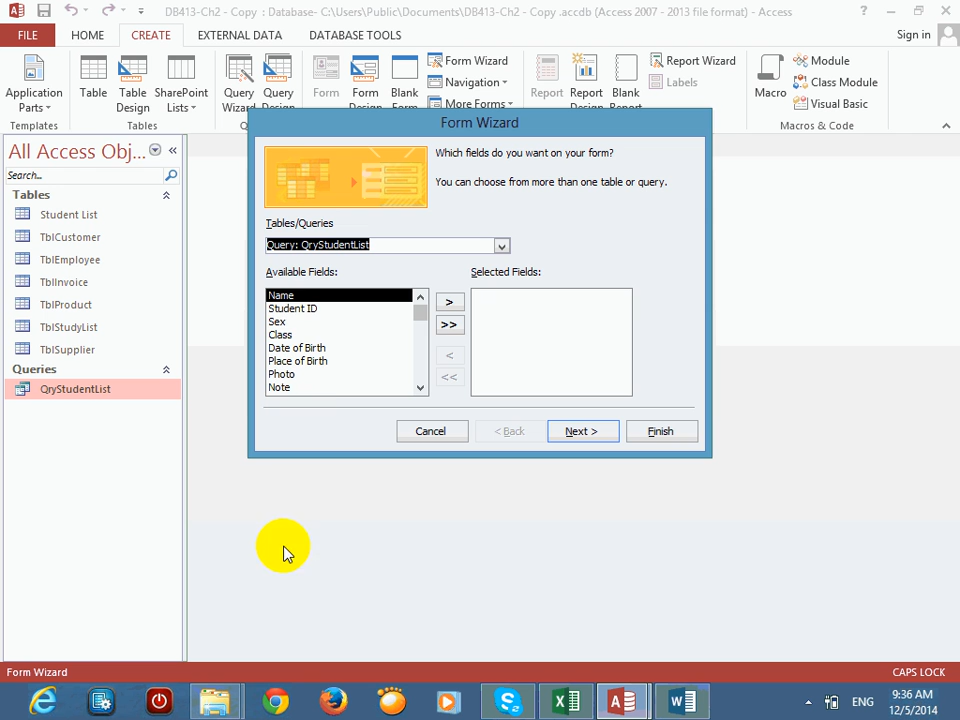 DB413-Ch2 - Copy : Database- C:\Users\Public\Documents\DB413-Ch2 - Copy .accdb (Access 2007 - 2013 file format) - Access
FILE HOME CREATE EXTERNAL DATA DATABASE TOOLS Sign in
Application Parts
Table
Table Design
SharePoint Lists
Query
Query
Form
Form
Blank
Form Wizard
Navigation
More Forms
Report
Report
Blank
Report Wizard
Labels
Macro
Module
Class Module
Visual Basic
Templates
Tables
Macros & Code
All Access Obj...
Search...
Tables
Student List
TblCustomer
TblEmployee
TblInvoice
TblProduct
TblStudyList
TblSupplier
Queries
QryStudentList
Form Wizard
Which fields do you want on your form?
You can choose from more than one table or query.
Tables/Queries
Query: QryStudentList
Available Fields:
Selected Fields:
Name
Student ID
Sex
Class
Date of Birth
Place of Birth
Photo
Note
>
>>
<
<<
Cancel
< Back
Next >
Finish
Form Wizard
CAPS LOCK
ENG
9:36 AM
12/5/2014